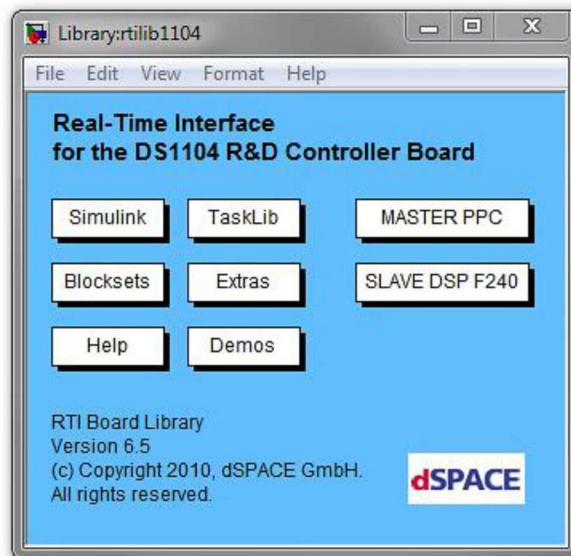 Library:rtilib1104
File Edit View Format Help
Real-Time Interface
for the DS1104 R&D Controller Board
Simulink TaskLib MASTER PPC
Blocksets Extras SLAVE DSP F240
Help Demos
RTI Board Library
Version 6.5
(c) Copyright 2010, dSPACE GmbH.
All rights reserved.
dSPACE